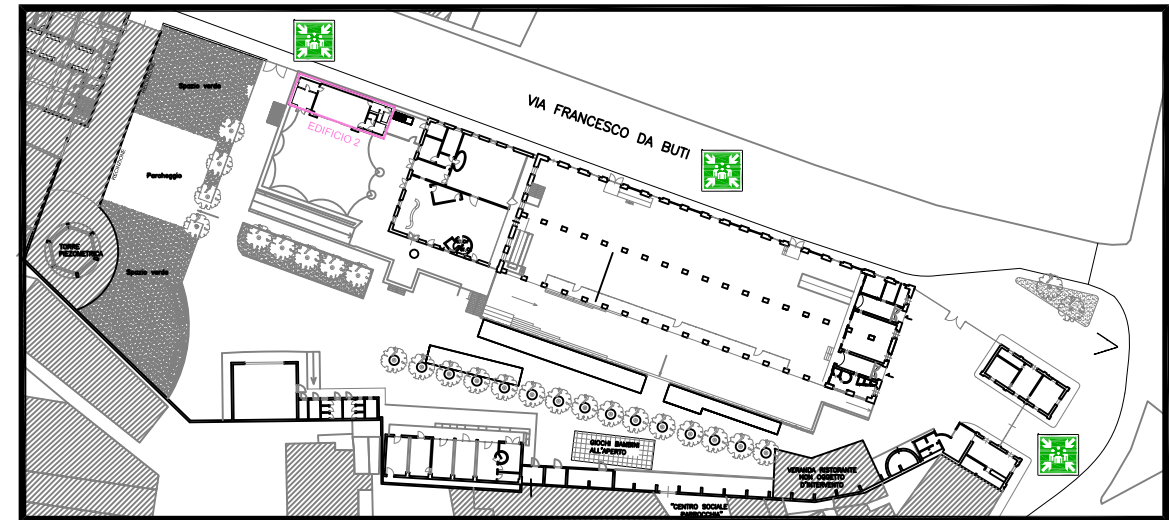 Spazio verde
VIA FRANCESCO DA BUTI
EDIFICIO 2
RECINZIONE
Parcheggio
TORRE
PIEZOMETRICA
Spazio verde
GIOCHI BAMBINI
ALL'APERTO
VERANDA RISTORANTE
NON OGGETTO
D'INTERVENTO
"CENTRO SOCIALE
PARROCCHIA"